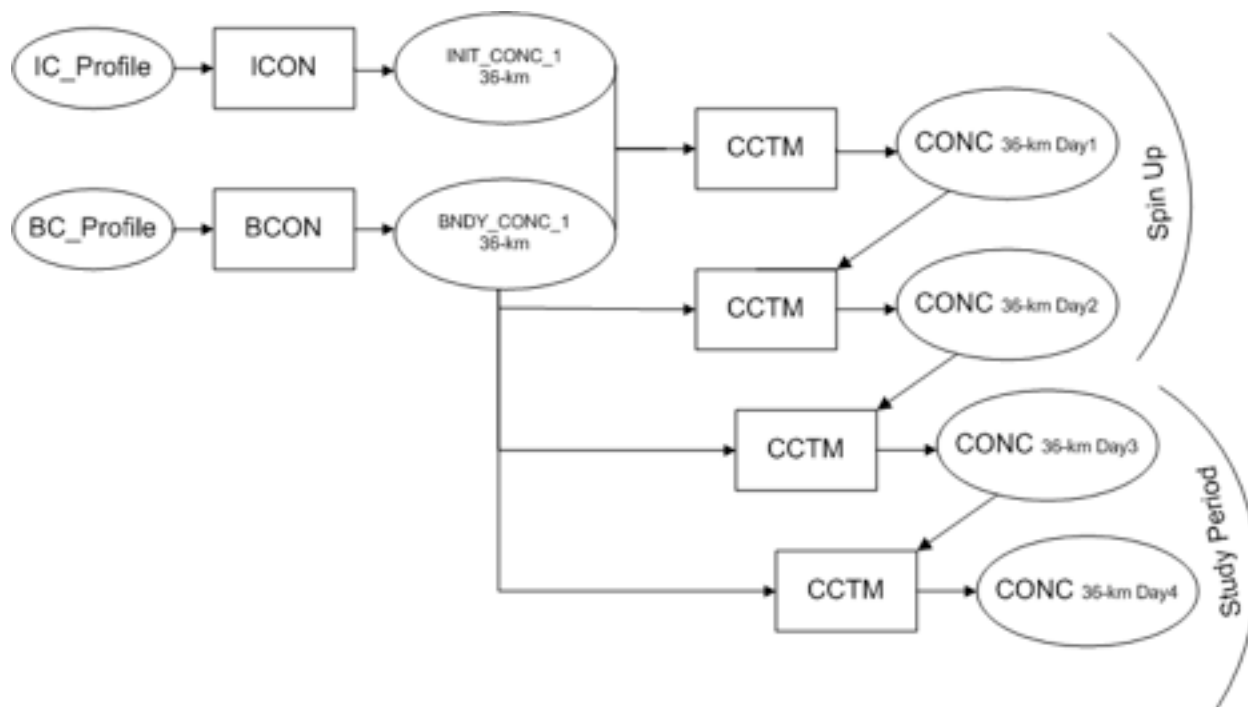 IC_Profile
ICON
INIT_CONC_1
36-km
CCTM
CONC 36-km Day1
Spin Up
BC_Profile
BCON
BNDY_CONC_1
36-km
CCTM
CONC 36-km Day2
CCTM
CONC 36-km Day3
Study Period
CCTM
CONC 36-km Day4